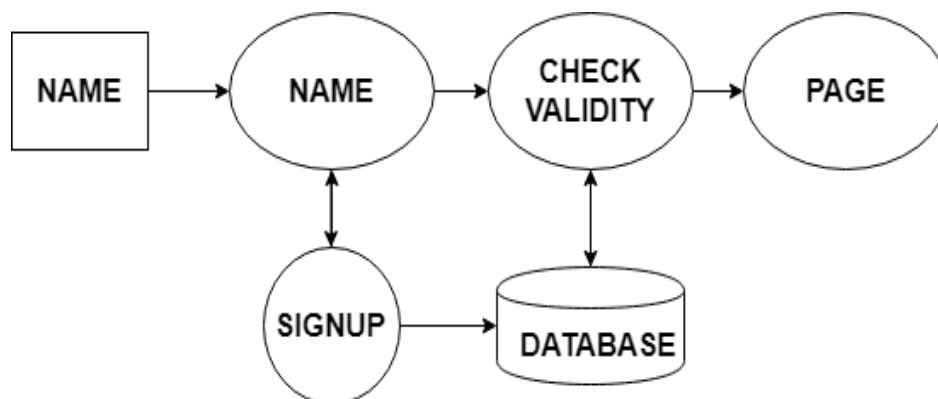 NAME
NAME
CHECK
VALIDITY
PAGE
SIGNUP
DATABASE